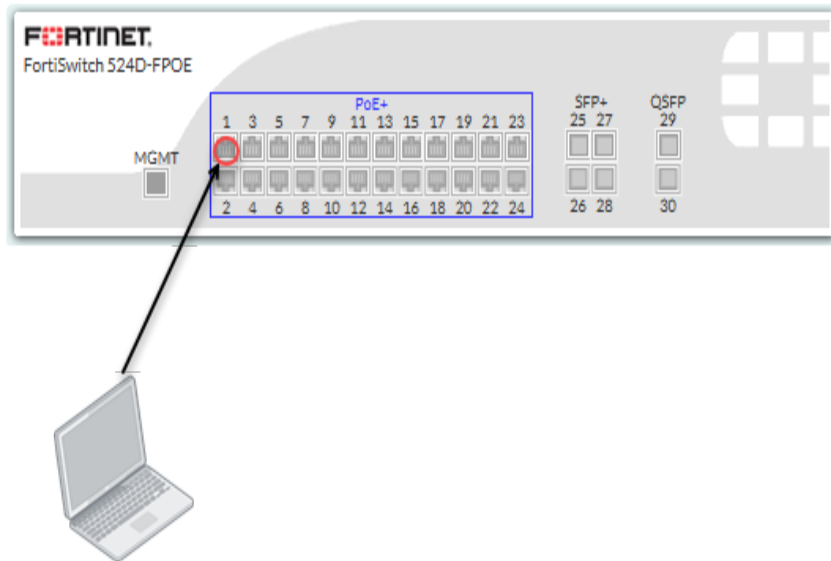 FORTINET.
FortiSwitch 524D-FPOE
PoE+
1 3 5 7 9 11 13 15 17 19 21 23
2 4 6 8 10 12 14 16 18 20 22 24
MGMT
SFP+
25 27
26 28
QSFP
29
30